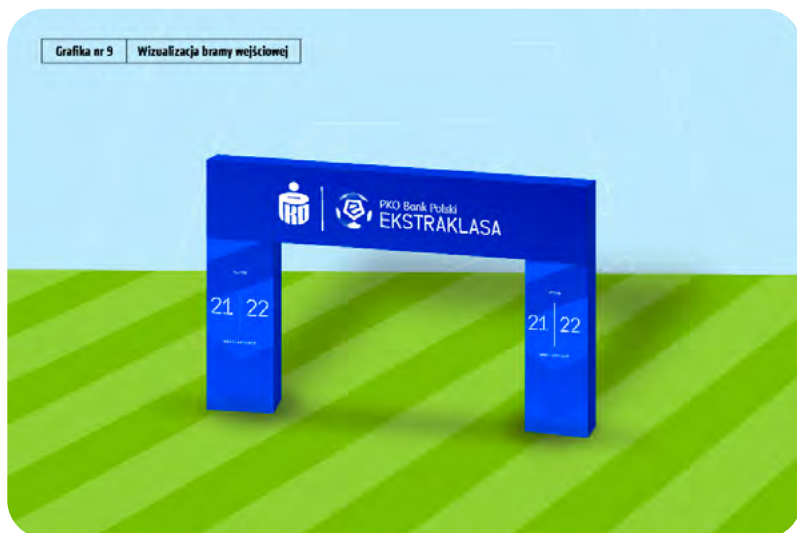 Grafika nr 9 Wizualizacja bramy wejściowej
PKO
PKO Bank Polski
EKSTRAKLASA
21 22
21 22